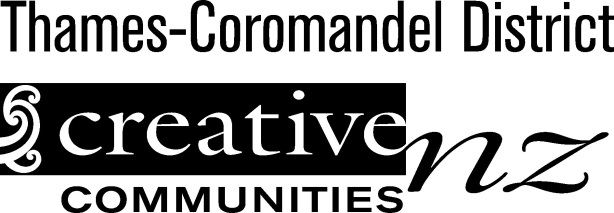 Thames-Coromandel District
creative nz
COMMUNITIES